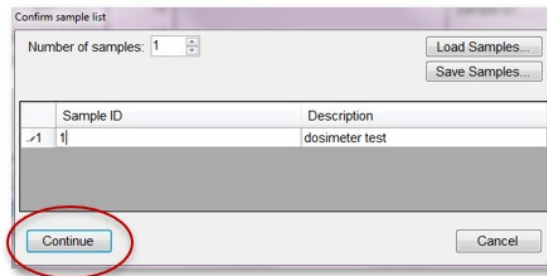 Confirm sample list
Number of samples: 1
Load Samples...
Save Samples...
Sample ID Description
1 1 dosimeter test
Continue Cancel